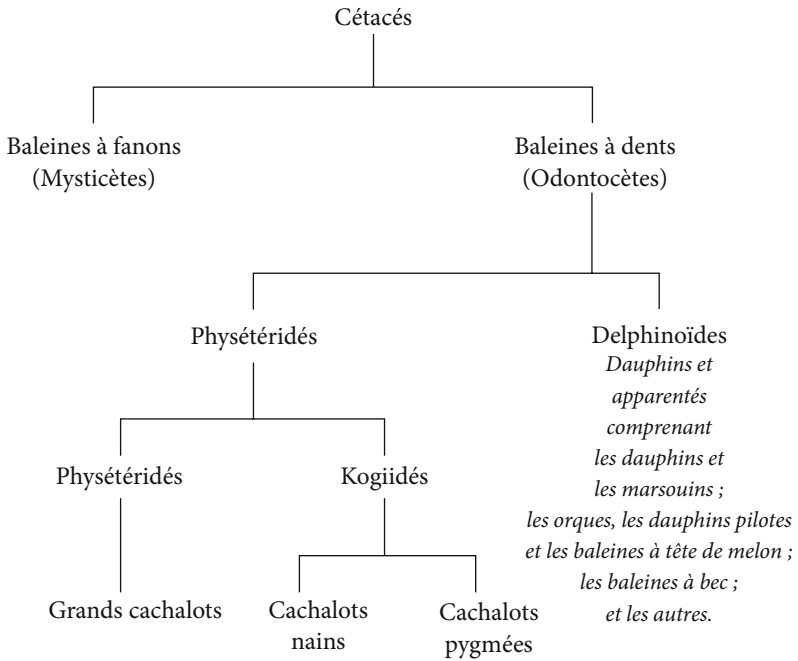 Cétacés
Baleines à fanons
(Mysticètes)
Baleines à dents
(Odontocètes)
Physétéridés
Delphinoïdes
Dauphins et
apparentés
comprenant
les dauphins et
les marsouins ;
les orques, les dauphins pilotes
et les baleines à tête de melon ;
les baleines à bec ;
et les autres.
Physétéridés
Kogiidés
Grands cachalots
Cachalots
nains
Cachalots
pygmées